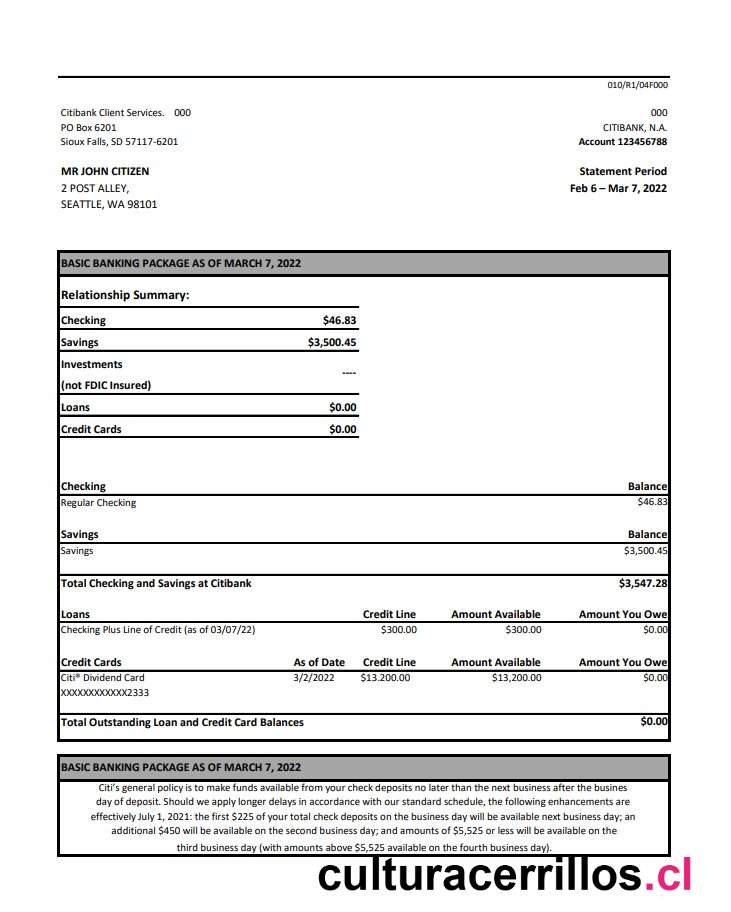 010/R1/04F000
Citibank Client Services. 000 000
PO Box 6201 CITIBANK, N.A.
Sioux Falls, SD 57117-6201 Account 123456788
MR JOHN CITIZEN Statement Period
2 POST ALLEY, Feb 6 – Mar 7, 2022
SEATTLE, WA 98101
BASIC BANKING PACKAGE AS OF MARCH 7, 2022
Relationship Summary:
Checking $46.83
Savings $3,500.45
Investments
----
(not FDIC Insured)
Loans $0.00
Credit Cards $0.00
Checking Balance
Regular Checking $46.83
Savings Balance
Savings $3,500.45
Total Checking and Savings at Citibank $3,547.28
Loans Credit Line Amount Available Amount You Owe
Checking Plus Line of Credit (as of 03/07/22) $300.00 $300.00 $0.00
Credit Cards As of Date Credit Line Amount Available Amount You Owe
Citi® Dividend Card 3/2/2022 $13.200.00 $13,200.00 $0.00
XXXXXXXXXXXX2333
Total Outstanding Loan and Credit Card Balances $0.00
BASIC BANKING PACKAGE AS OF MARCH 7, 2022
Citi's general policy is to make funds available from your check deposits no later than the next business after the busines
day of deposit. Should we apply longer delays in accordance with our standard schedule, the following enhancements are
effectively July 1, 2021: the first $225 of your total check deposits on the business day will be available next business day; an
additional $450 will be available on the second business day; and amounts of $5,525 or less will be available on the
third business day (with amounts above $5,525 available on the fourth business day).
culturacerrillos.cl